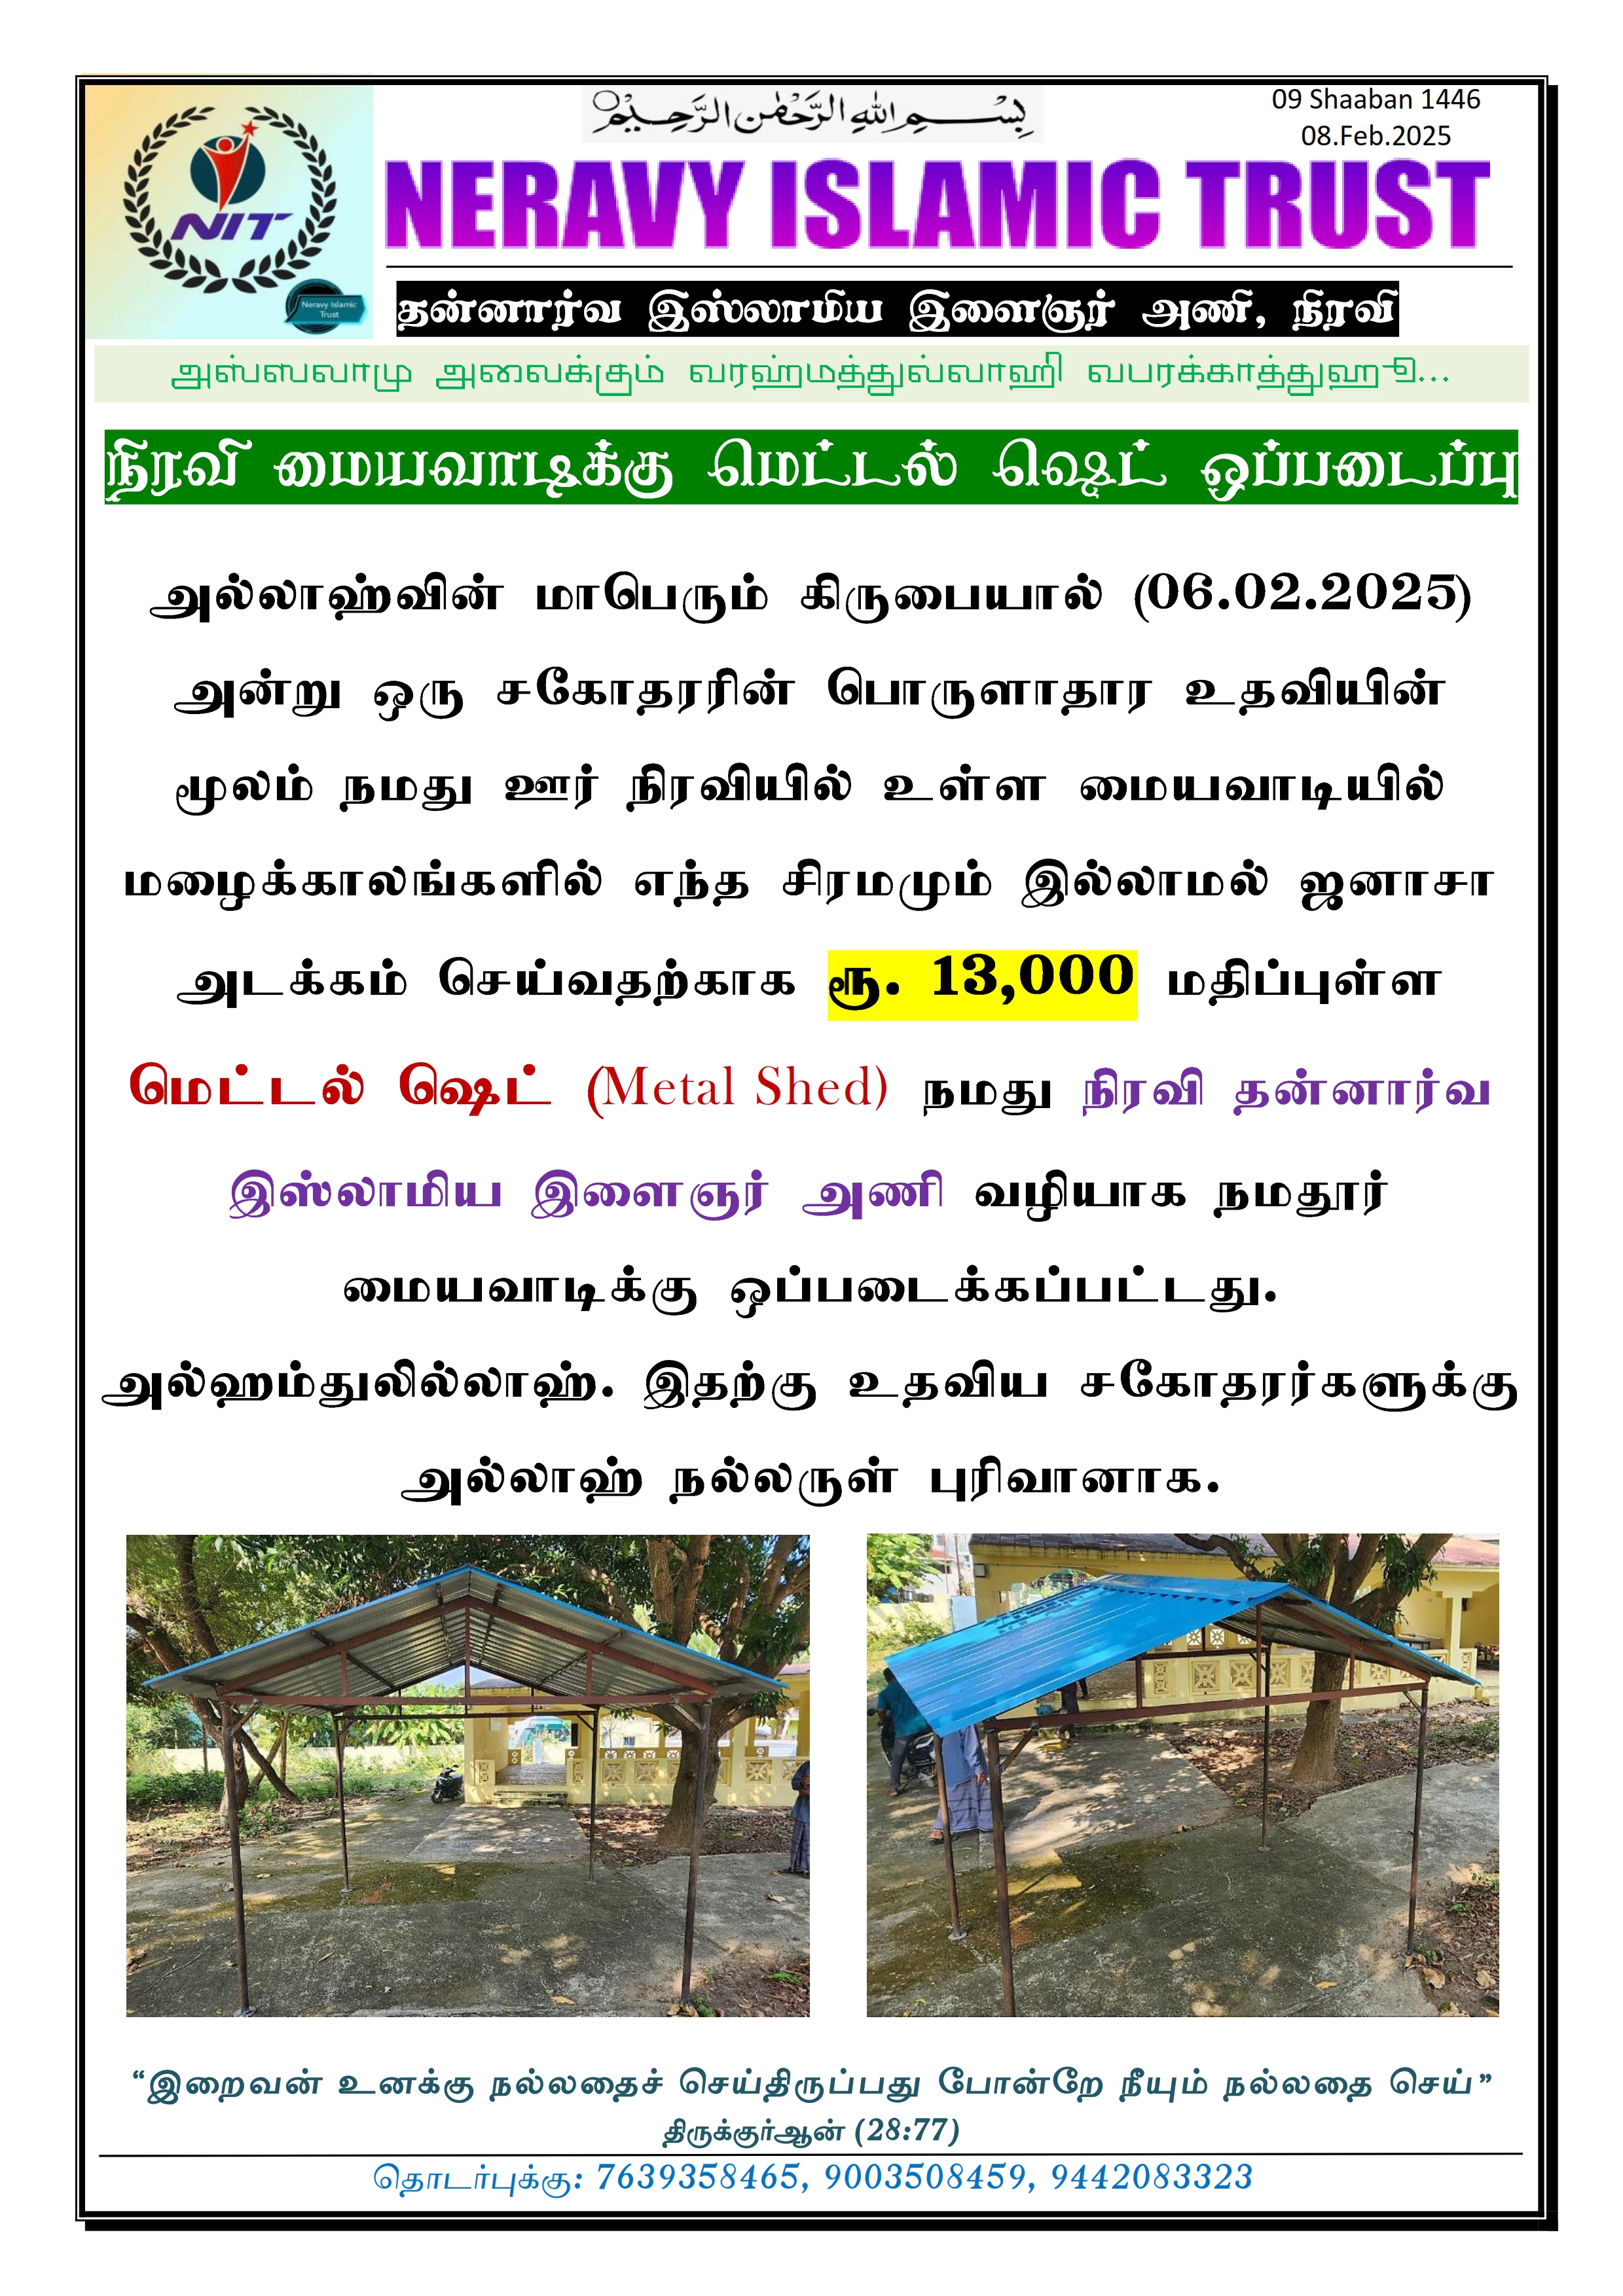 بِسْمِ اللهِ الرَّحْمٰنِ الرَّحِيْمِ
09 Shaaban 1446
08.Feb.2025
NIT
Neravy Islamic
Trust
NERAVY ISLAMIC TRUST
தன்னார்வ இஸ்லாமிய இளைஞர் அணி, நிரவி
அஸ்ஸலாமு அலைக்கும் வரஹ்மத்துல்லாஹி வபரக்காத்துஹூ...
நிரவி மையவாடிக்கு மெட்டல் ஷெட் ஒப்படைப்பு
அல்லாஹ்வின் மாபெரும் கிருபையால் (06.02.2025)
அன்று ஒரு சகோதரரின் பொருளாதார உதவியின்
மூலம் நமது ஊர் நிரவியில் உள்ள மையவாடியில்
மழைக்காலங்களில் எந்த சிரமமும் இல்லாமல் ஜனாசா
அடக்கம் செய்வதற்காக ரூ. 13,000 மதிப்புள்ள
மெட்டல் ஷெட் (Metal Shed) நமது நிரவி தன்னார்வ
இஸ்லாமிய இளைஞர் அணி வழியாக நமதூர்
மையவாடிக்கு ஒப்படைக்கப்பட்டது.
அல்ஹம்துலில்லாஹ். இதற்கு உதவிய சகோதரர்களுக்கு
அல்லாஹ் நல்லருள் புரிவானாக.
“இறைவன் உனக்கு நல்லதைச் செய்திருப்பது போன்றே நீயும் நல்லதை செய்”
திருக்குர்ஆன் (28:77)
தொடர்புக்கு: 7639358465, 9003508459, 9442083323